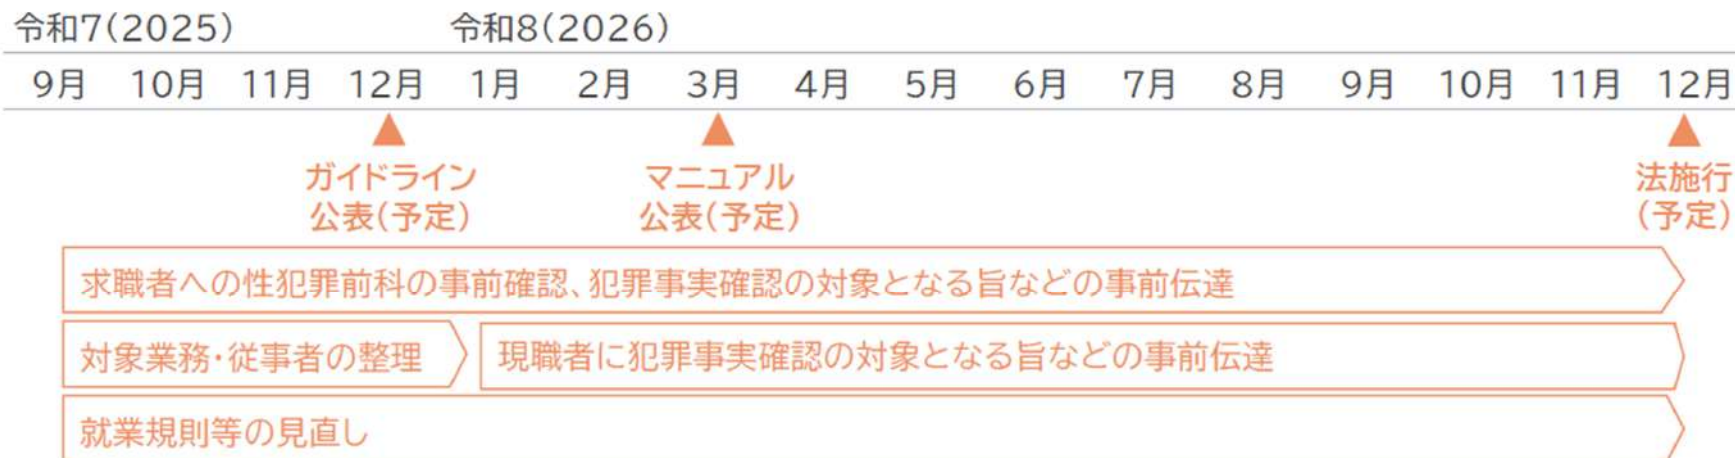 令和7(2025)
令和8(2026)
9月 10月 11月 12月 1月 2月 3月 4月 5月 6月 7月 8月 9月 10月 11月 12月
ガイドライン
公表(予定)
マニュアル
公表(予定)
法施行
(予定)
求職者への性犯罪前科の事前確認、犯罪事実確認の対象となる旨などの事前伝達
対象業務・従事者の整理
現職者に犯罪事実確認の対象となる旨などの事前伝達
就業規則等の見直し